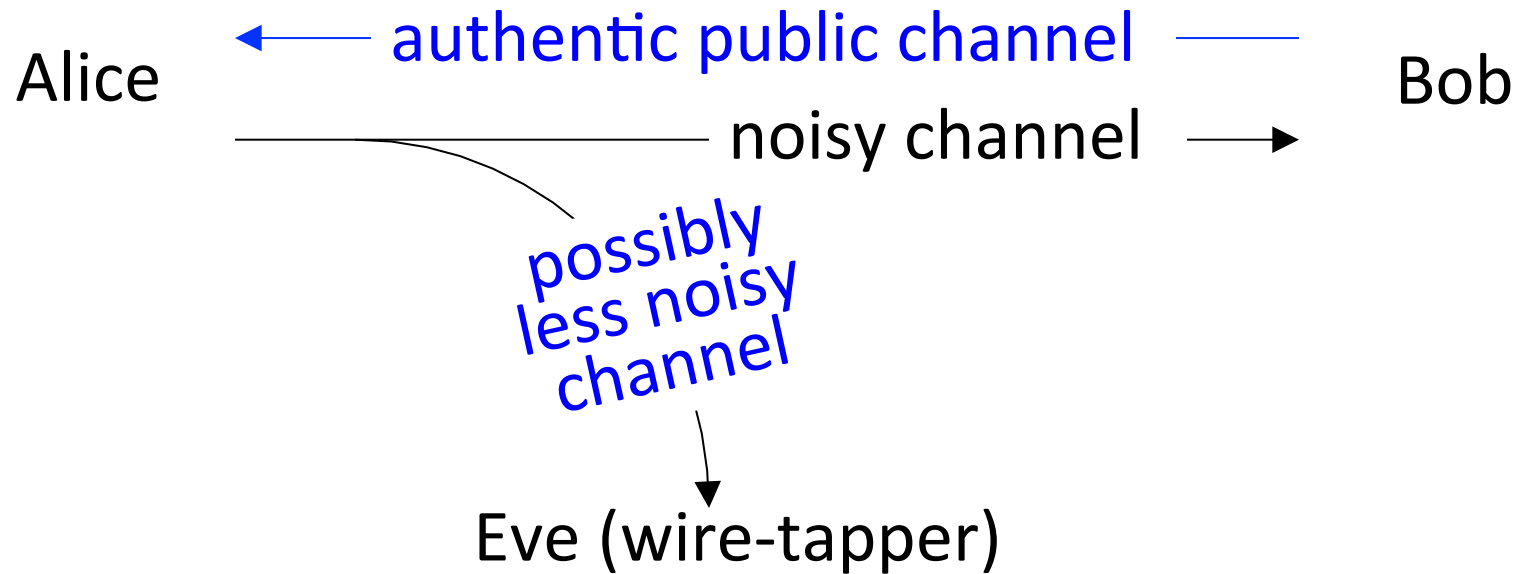 authentic public channel
Alice
Bob
noisy channel
possibly
less noisy
channel
Eve (wire-tapper)